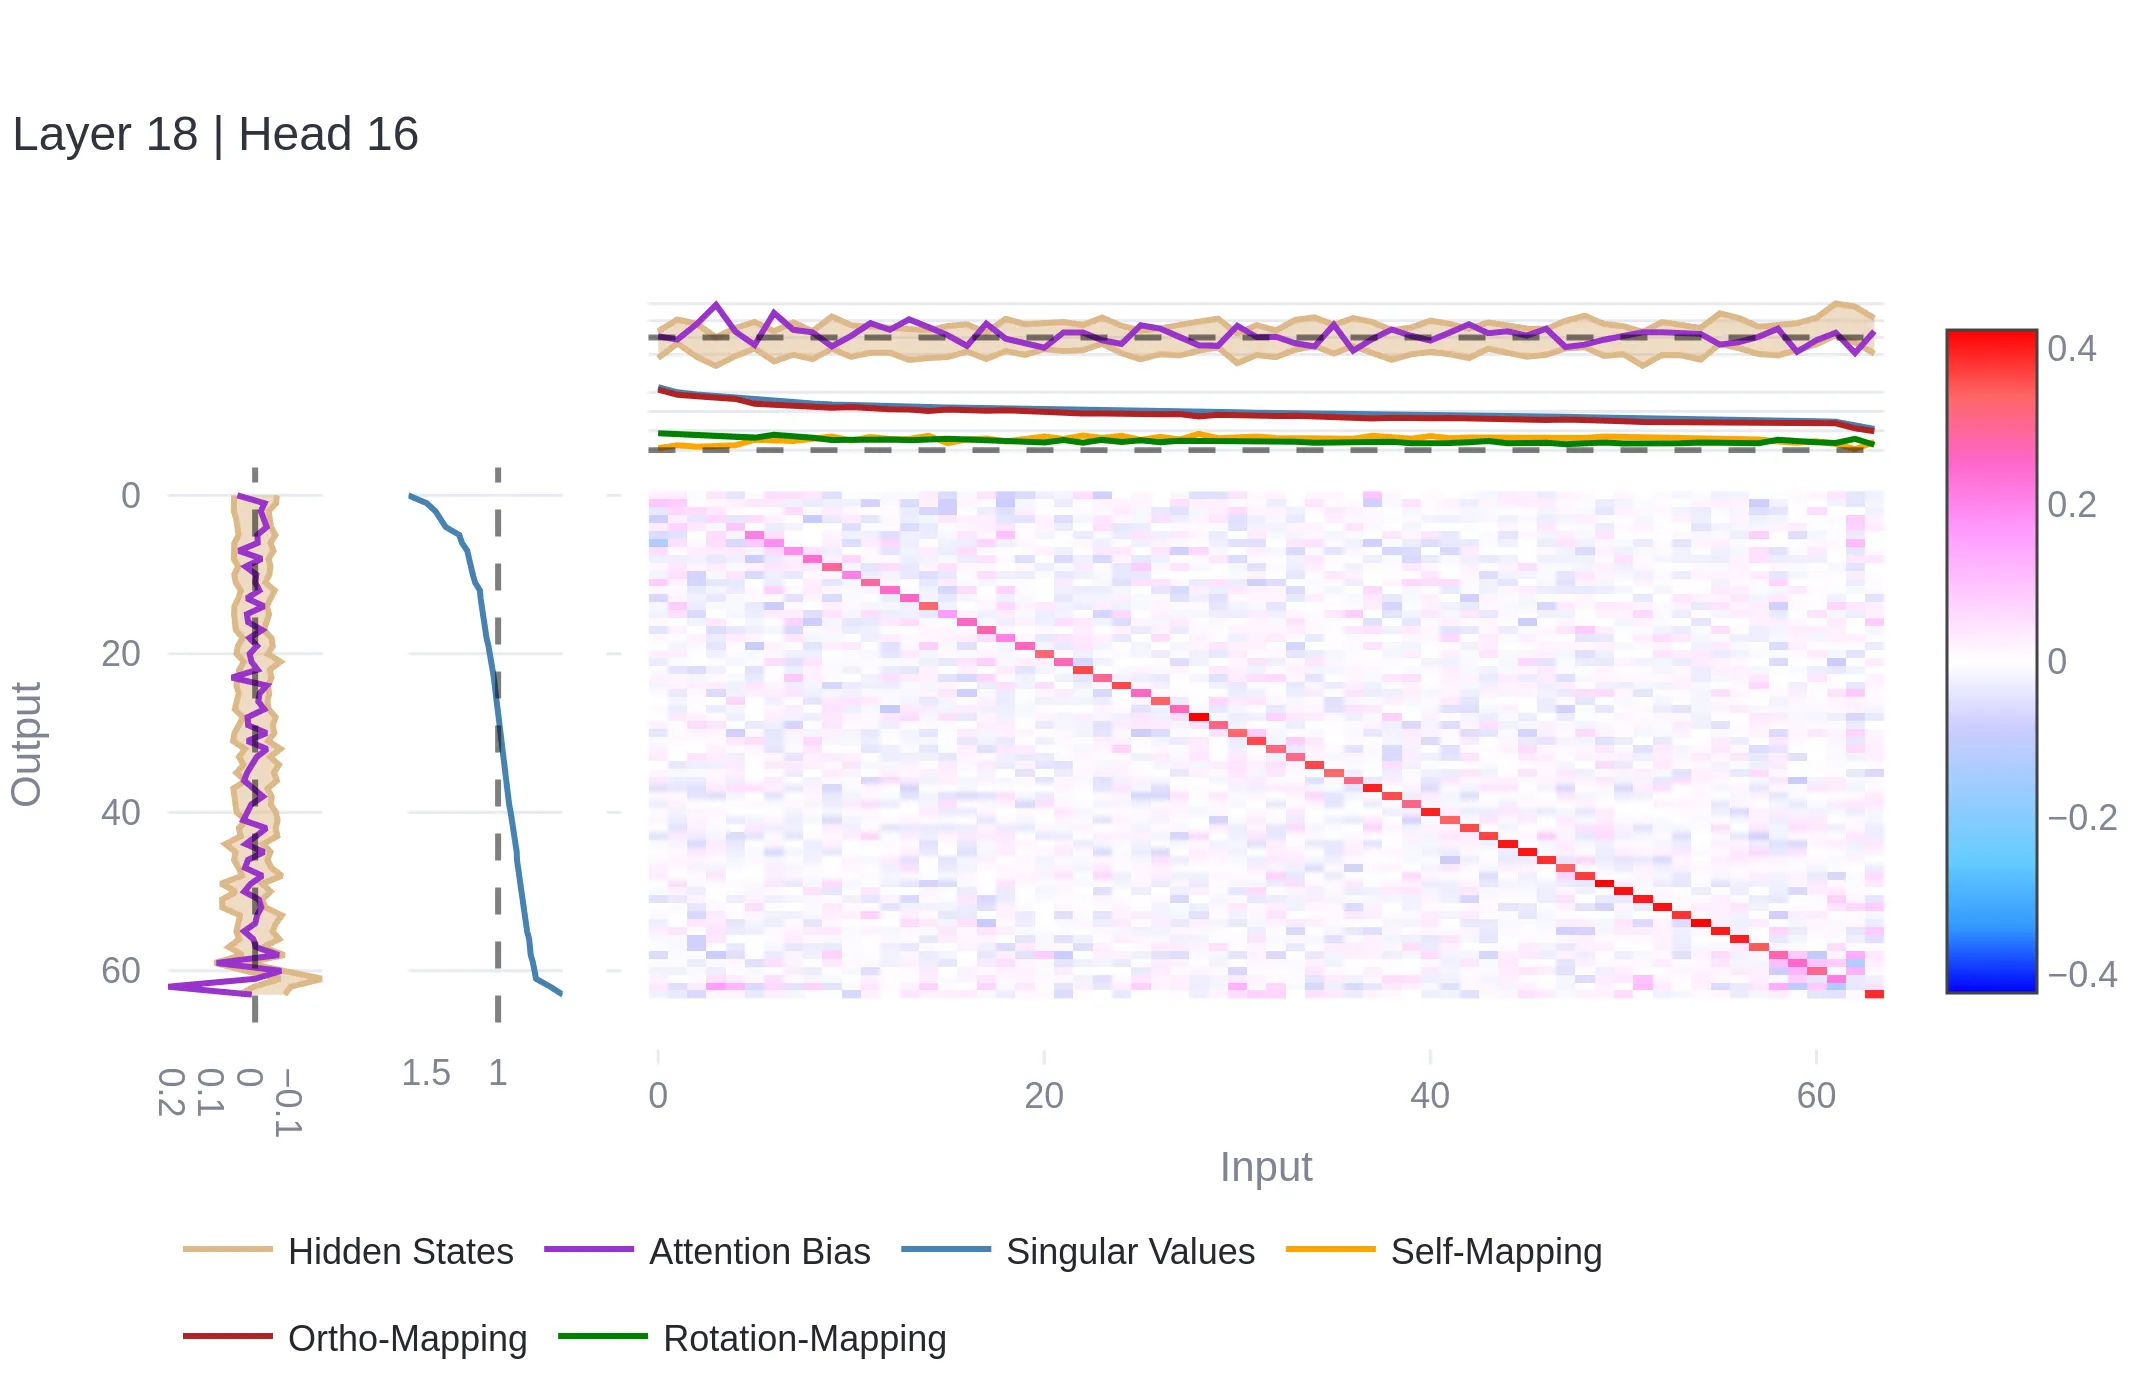 Layer 18 | Head 16
0.4
0.2
0
−0.2
−0.4
0
20
40
60
Output
0.2
0.1
0
−0.1
1.5
1
0
20
40
60
Input
Hidden States
Attention Bias
Singular Values
Self-Mapping
Ortho-Mapping
Rotation-Mapping